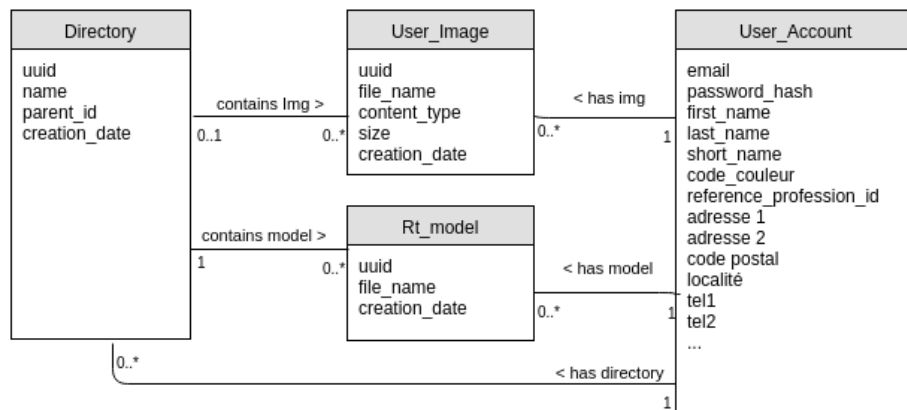 Directory
uuid
name
parent_id
creation_date
contains Img >
0..1
0..*
User_Image
uuid
file_name
content_type
size
creation_date
< has img
0..*
1
User_Account
email
password_hash
first_name
last_name
short_name
code_couleur
reference_profession_id
adresse 1
adresse 2
code postal
localité
tel1
tel2
...
contains model >
1
0..*
Rt_model
uuid
file_name
creation_date
< has model
0..*
1
0..*
< has directory
1